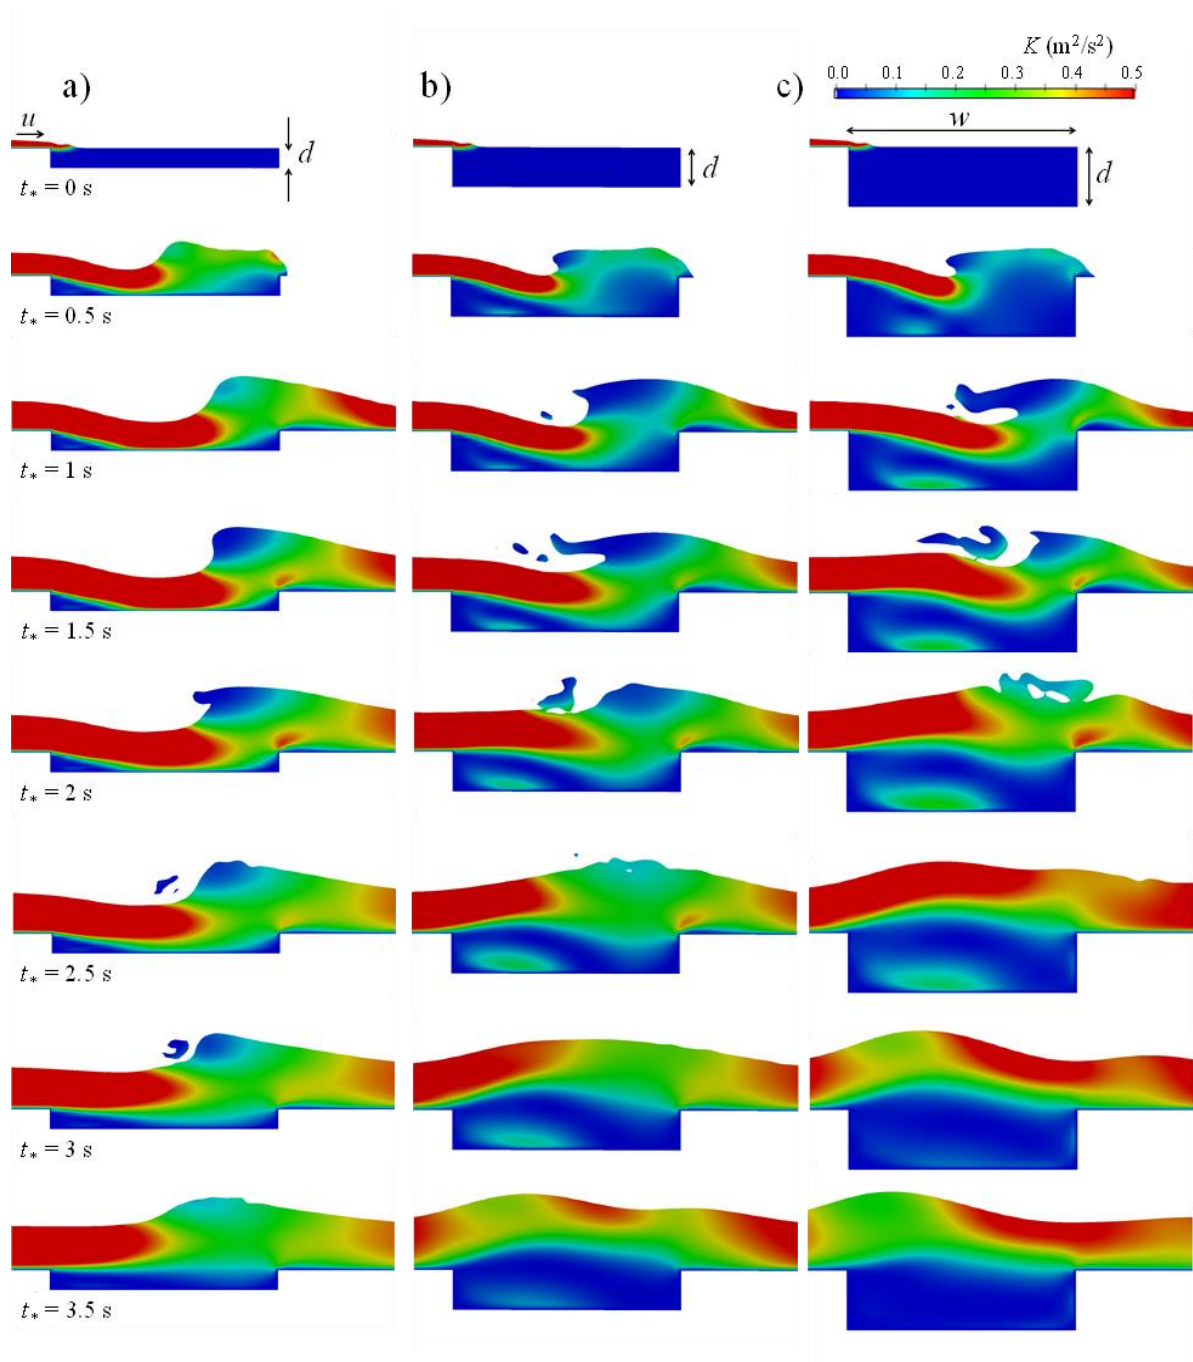 K (m²/s²)
0.0 0.1 0.2 0.3 0.4 0.5
a) b) c)
u d d w d
t* = 0 s
t* = 0.5 s
t* = 1 s
t* = 1.5 s
t* = 2 s
t* = 2.5 s
t* = 3 s
t* = 3.5 s